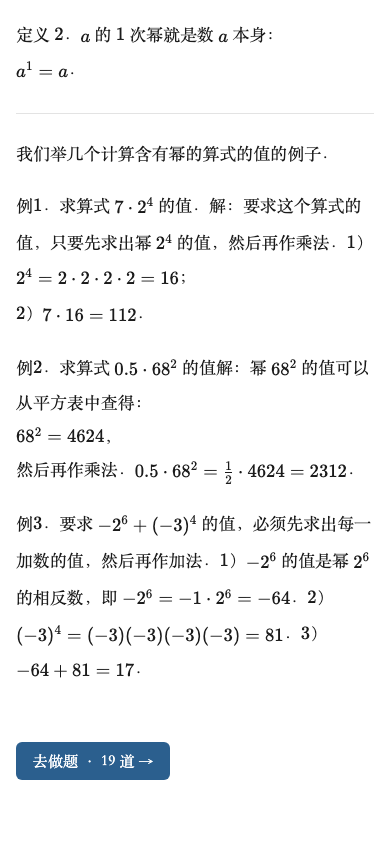 定义 2．a 的 1 次幂就是数 a 本身：
a¹ = a．
我们举几个计算含有幂的算式的值的例子．
例1．求算式 7 · 2⁴ 的值．解：要求这个算式的
值，只要先求出幂 2⁴ 的值，然后再作乘法．1）
2⁴ = 2 · 2 · 2 · 2 = 16；
2）7 · 16 = 112．
例2．求算式 0.5 · 68² 的值解：幂 68² 的值可以
从平方表中查得：
68² = 4624，
然后再作乘法．0.5 · 68² = ½ · 4624 = 2312．
例3．要求 −2⁶ + (−3)⁴ 的值，必须先求出每一
加数的值，然后再作加法．1）−2⁶ 的值是幂 2⁶
的相反数，即 −2⁶ = −1 · 2⁶ = −64．2）
(−3)⁴ = (−3)(−3)(−3)(−3) = 81．3）
−64 + 81 = 17．
去做题 · 19 道 →